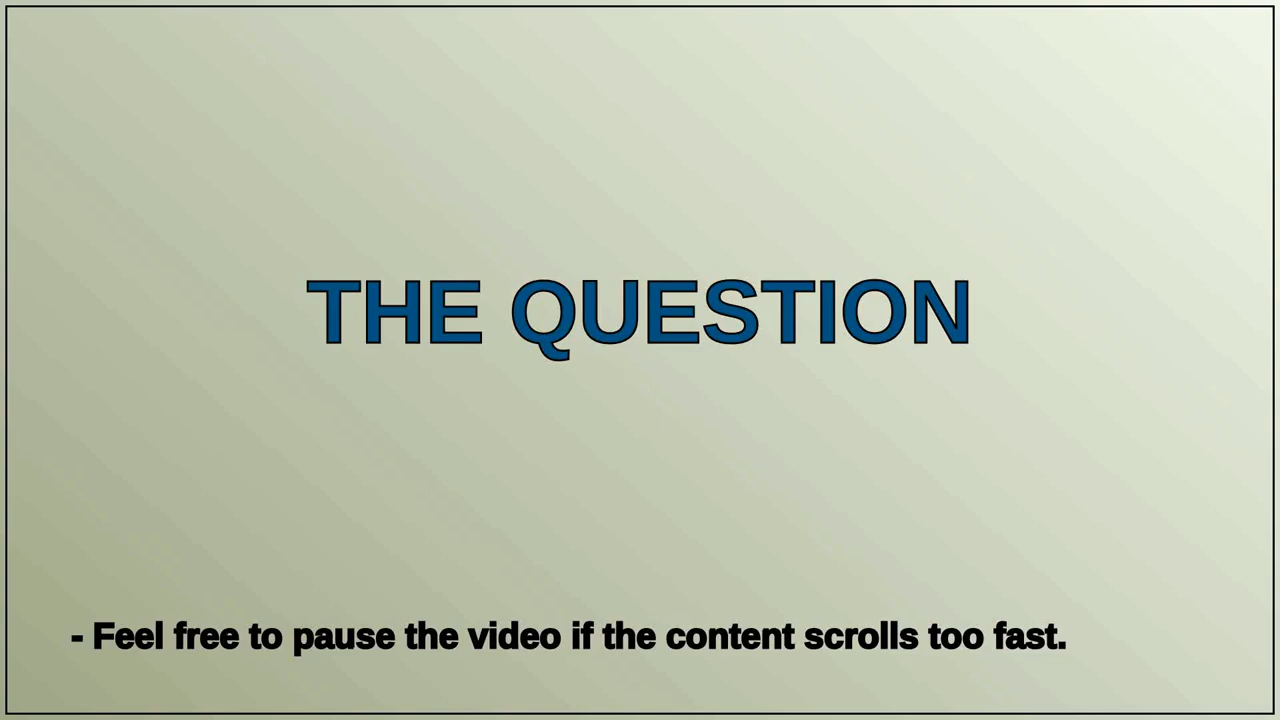 THE QUESTION
- Feel free to pause the video if the content scrolls too fast.